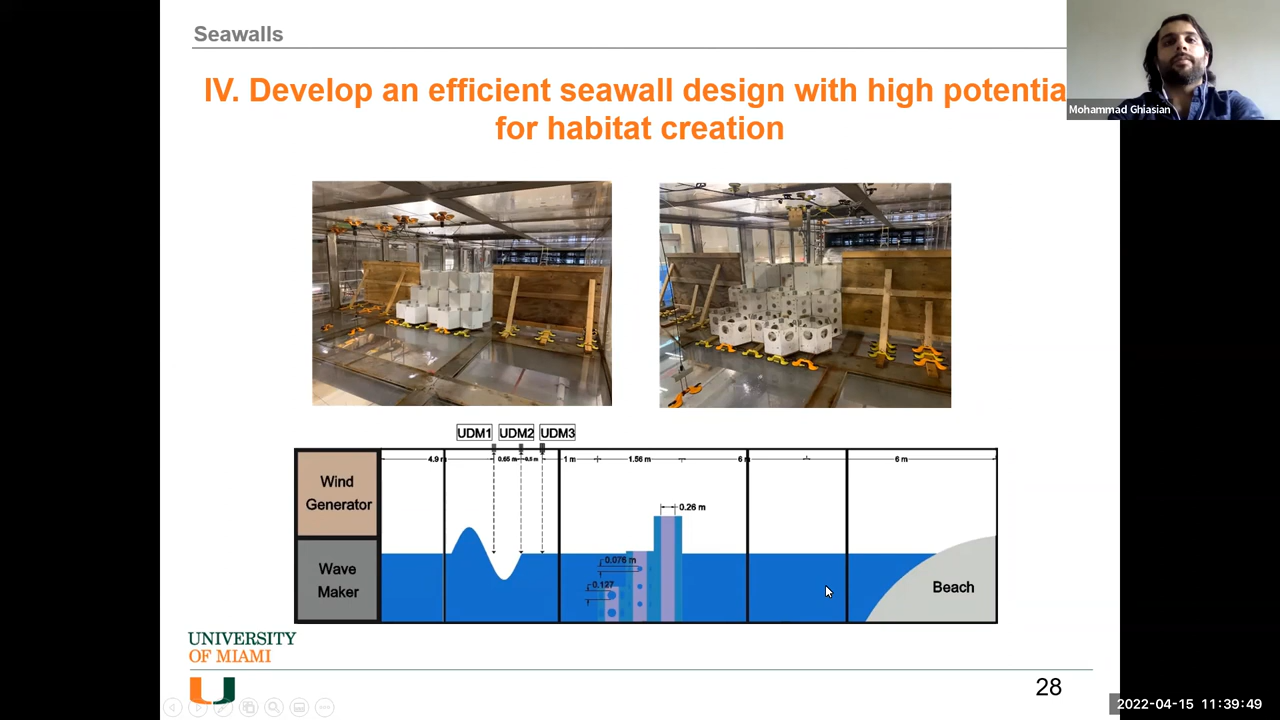 Seawalls
IV. Develop an efficient seawall design with high potentia
for habitat creation
Mohammad Ghiasian
UDM1 UDM2 UDM3
4.9 m 0.65 m 1 m 1.56 m 6 m 6 m
Wind
Generator
0.26 m
0.076 m
0.127
Wave
Maker
Beach
UNIVERSITY
OF MIAMI
28
2022-04-15 11:39:49